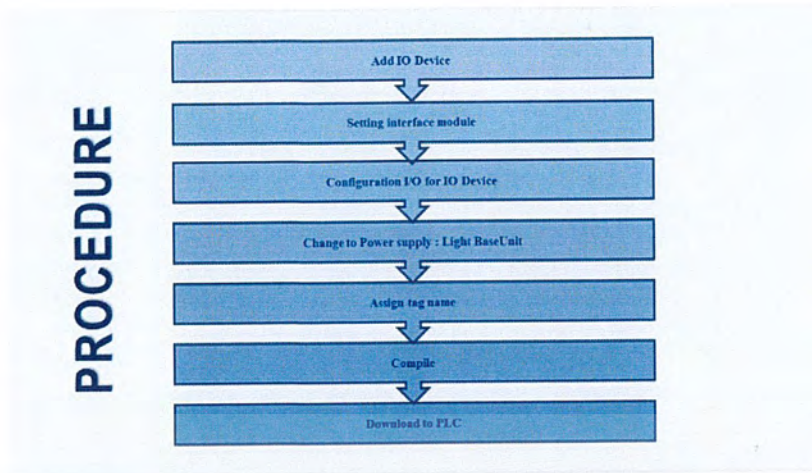 PROCEDURE
Add IO Device
Setting interface module
Configuration I/O for IO Device
Change to Power supply : Light BaseUnit
Assign tag name
Compile
Download to PLC